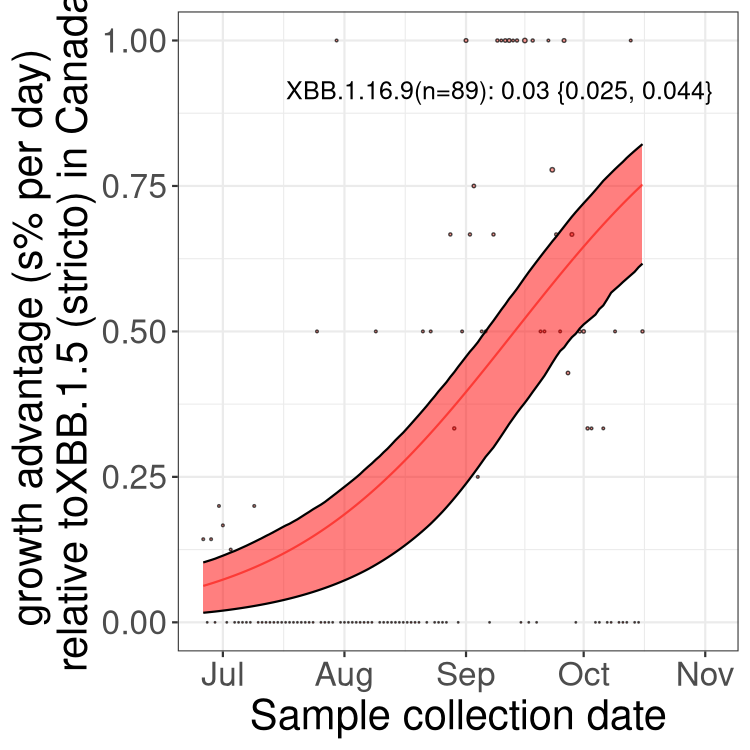 growth advantage (s% per day)
relative toXBB.1.5 (stricto) in Canada
1.00
0.75
0.50
0.25
0.00
XBB.1.16.9(n=89): 0.03 {0.025, 0.044}
Jul Aug Sep Oct Nov
Sample collection date